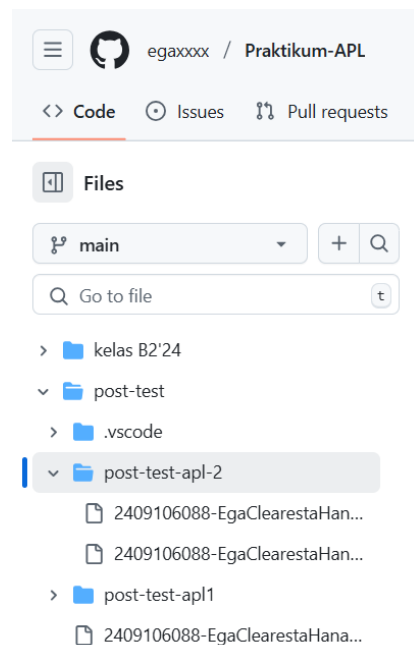 egaxxxx / Praktikum-APL
Code Issues Pull requests
Files
main
Go to file t
kelas B2'24
post-test
.vscode
post-test-apl-2
2409106088-EgaClearestaHan...
2409106088-EgaClearestaHan...
post-test-apl1
2409106088-EgaClearestaHana...